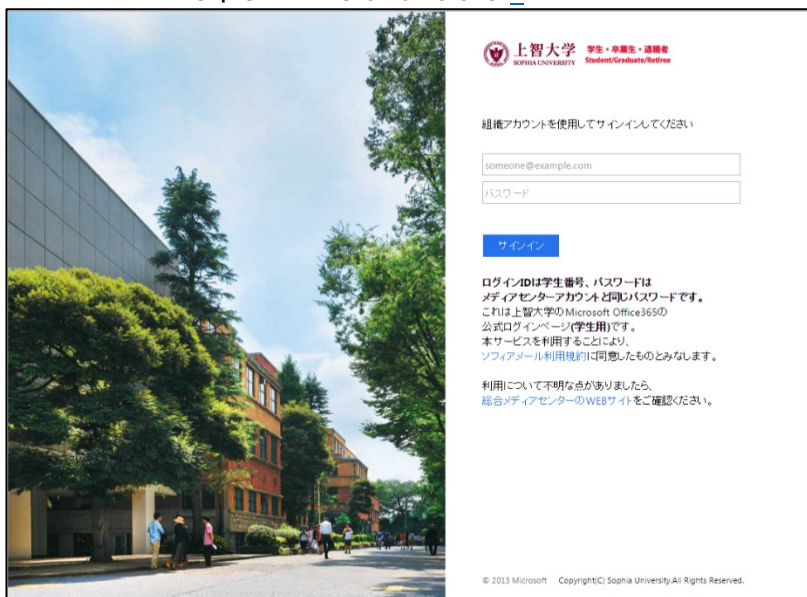 上智大学 学生・卒業生・退職者
SOPHIA UNIVERSITY Student/Graduate/Retiree
組織アカウントを使用してサインインしてください
someone@example.com
パスワード
サインイン
ログインIDは学生番号、パスワードは
メディアセンターアカウントと同じパスワードです。
これは上智大学のMicrosoft Office365の
公式ログインページ(学生用)です。
本サービスを利用することにより、
ソフィアメール利用規約に同意したものとみなします。
利用について不明な点がありましたら、
総合メディアセンターのWEBサイトをご確認ください。
© 2013 Microsoft Copyright(C) Sophia University.All Rights Reserved.